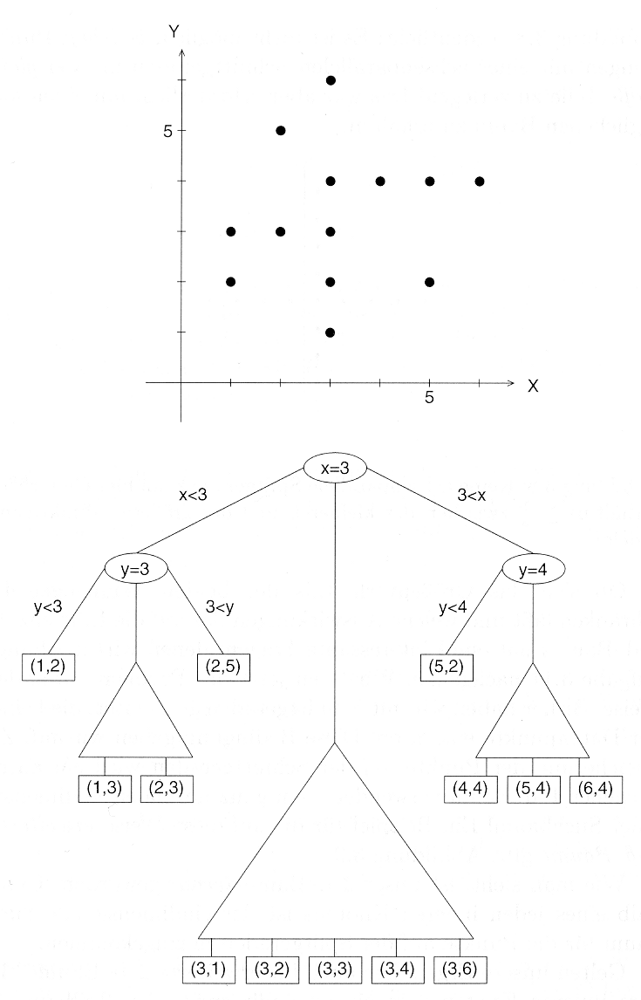 Y
5
X
5
x=3
x<3
3<x
y=3
y=4
y<3
3<y
y<4
(1,2)
(2,5)
(5,2)
(1,3) (2,3)
(4,4) (5,4) (6,4)
(3,1) (3,2) (3,3) (3,4) (3,6)